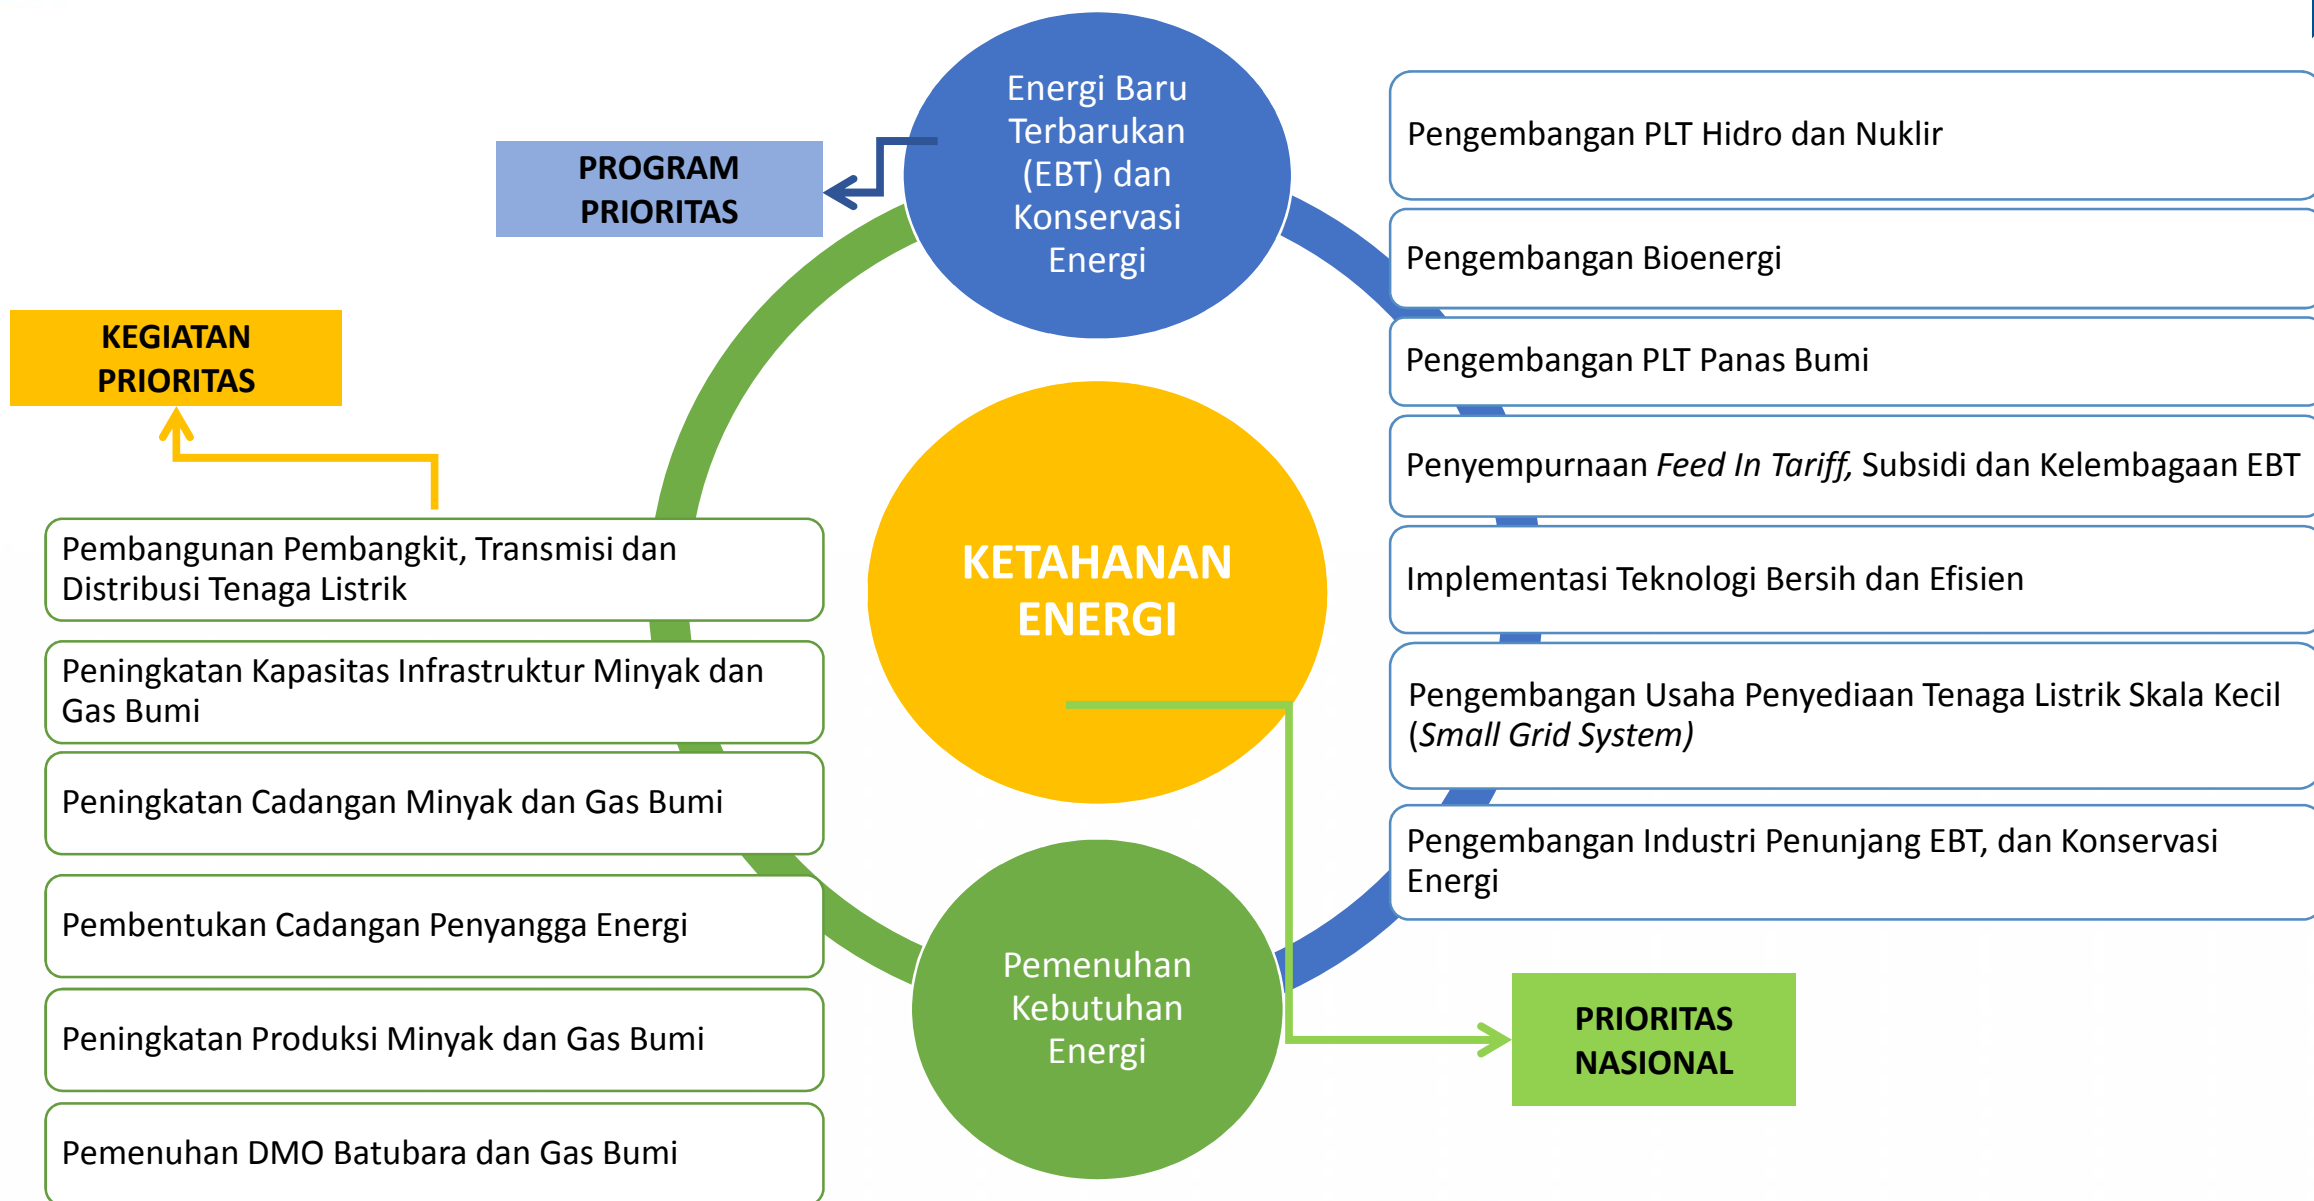 Energi Baru
Terbarukan
(EBT) dan
Konservasi
Energi
PROGRAM
PRIORITAS
KEGIATAN
PRIORITAS
Pembangunan Pembangkit, Transmisi dan
Distribusi Tenaga Listrik
Peningkatan Kapasitas Infrastruktur Minyak dan
Gas Bumi
Peningkatan Cadangan Minyak dan Gas Bumi
Pembentukan Cadangan Penyangga Energi
Peningkatan Produksi Minyak dan Gas Bumi
Pemenuhan DMO Batubara dan Gas Bumi
KETAHANAN
ENERGI
Pemenuhan
Kebutuhan
Energi
Pengembangan PLT Hidro dan Nuklir
Pengembangan Bioenergi
Pengembangan PLT Panas Bumi
Penyempurnaan Feed In Tariff, Subsidi dan Kelembagaan EBT
Implementasi Teknologi Bersih dan Efisien
Pengembangan Usaha Penyediaan Tenaga Listrik Skala Kecil
(Small Grid System)
Pengembangan Industri Penunjang EBT, dan Konservasi
Energi
PRIORITAS
NASIONAL